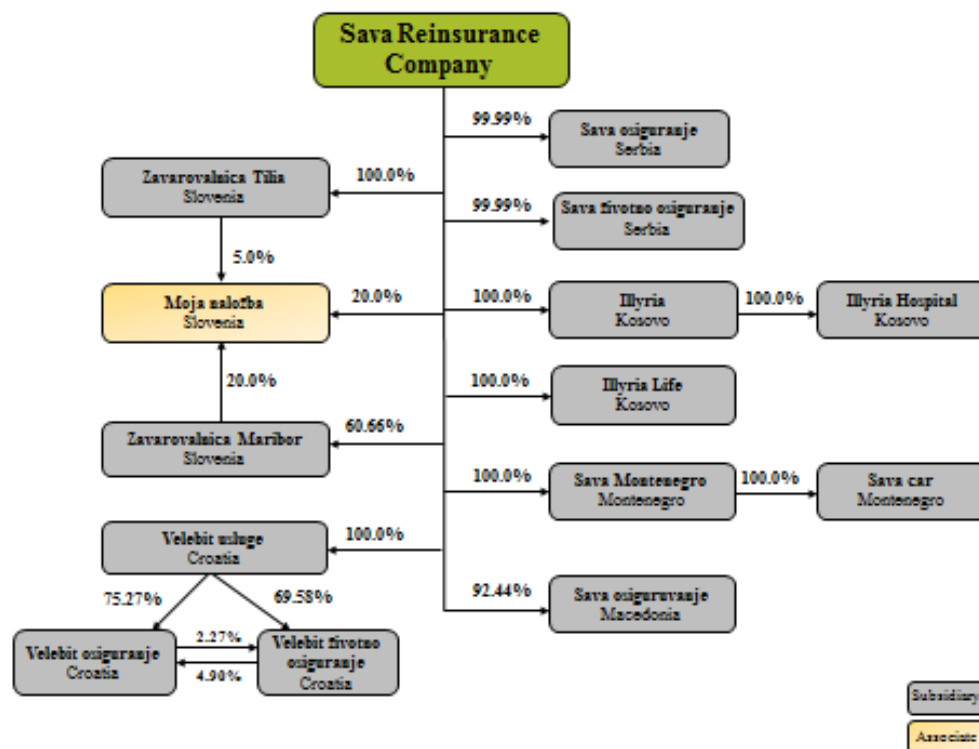 Sava Reinsurance
Company
99.99%
Sava osiguranje
Serbia
Zavarovalnica Tilia
Slovenia
100.0%
99.99%
Sava životno osiguranje
Serbia
5.0%
Moja naložba
Slovenia
20.0%
100.0%
Illyria
Kosovo
100.0%
Illyria Hospital
Kosovo
20.0%
100.0%
Illyria Life
Kosovo
Zavarovalnica Maribor
Slovenia
60.66%
100.0%
Sava Montenegro
Montenegro
100.0%
Sava car
Montenegro
Velebit usluge
Croatia
100.0%
75.27%
69.58%
92.44%
Sava osiguruvanje
Macedonia
Velebit osiguranje
Croatia
2.27%
4.90%
Velebit životno
osiguranje
Croatia
Subsidiary
Associate